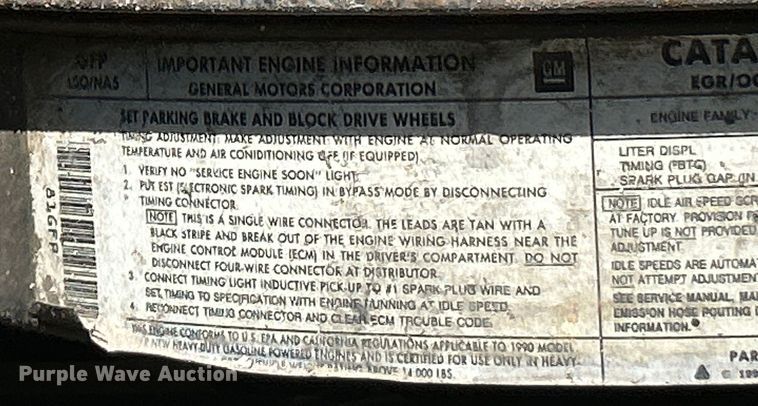 GFP
IMPORTANT ENGINE INFORMATION
GENERAL MOTORS CORPORATION
GM
SET PARKING BRAKE AND BLOCK DRIVE WHEELS
TIMING ADJUSTMENT. MAKE ADJUSTMENT WITH ENGINE AT NORMAL OPERATING
TEMPERATURE AND AIR CONDITIONING OFF (IF EQUIPPED).
1. VERIFY NO "SERVICE ENGINE SOON" LIGHT.
2. PUT EST (ELECTRONIC SPARK TIMING) IN BYPASS MODE BY DISCONNECTING
TIMING CONNECTOR.
NOTE THIS IS A SINGLE WIRE CONNECTOR. THE LEADS ARE TAN WITH A
BLACK STRIPE AND BREAK OUT OF THE ENGINE WIRING HARNESS NEAR THE
ENGINE CONTROL MODULE (ECM) IN THE DRIVER'S COMPARTMENT. DO NOT
DISCONNECT FOUR-WIRE CONNECTOR AT DISTRIBUTOR.
3. CONNECT TIMING LIGHT INDUCTIVE PICK-UP TO #1 SPARK PLUG WIRE AND
SET TIMING TO SPECIFICATION WITH ENGINE RUNNING AT IDLE SPEED.
4. RECONNECT TIMING CONNECTOR AND CLEAR ECM TROUBLE CODE.
THIS ENGINE CONFORMS TO U.S. EPA AND CALIFORNIA REGULATIONS APPLICABLE TO 1990 MODEL
NEW HEAVY-DUTY GASOLINE POWERED ENGINES AND IS CERTIFIED FOR USE ONLY IN HEAVY-
ABOVE 14,000 LBS.
816FP
CATA
EGR/OC
ENGINE FAMILY
LITER DISPL
TIMING (°BTC)
SPARK PLUG GAP (IN
NOTE IDLE AIR SPEED SCR
AT FACTORY. PROVISION F
TUNE UP IS NOT PROVIDED
ADJUSTMENT.
IDLE SPEEDS ARE AUTOMA
NOT ATTEMPT ADJUSTMENT
SEE SERVICE MANUAL, MA
EMISSION HOSE ROUTING D
INFORMATION.
PAR
© 199
Purple Wave Auction